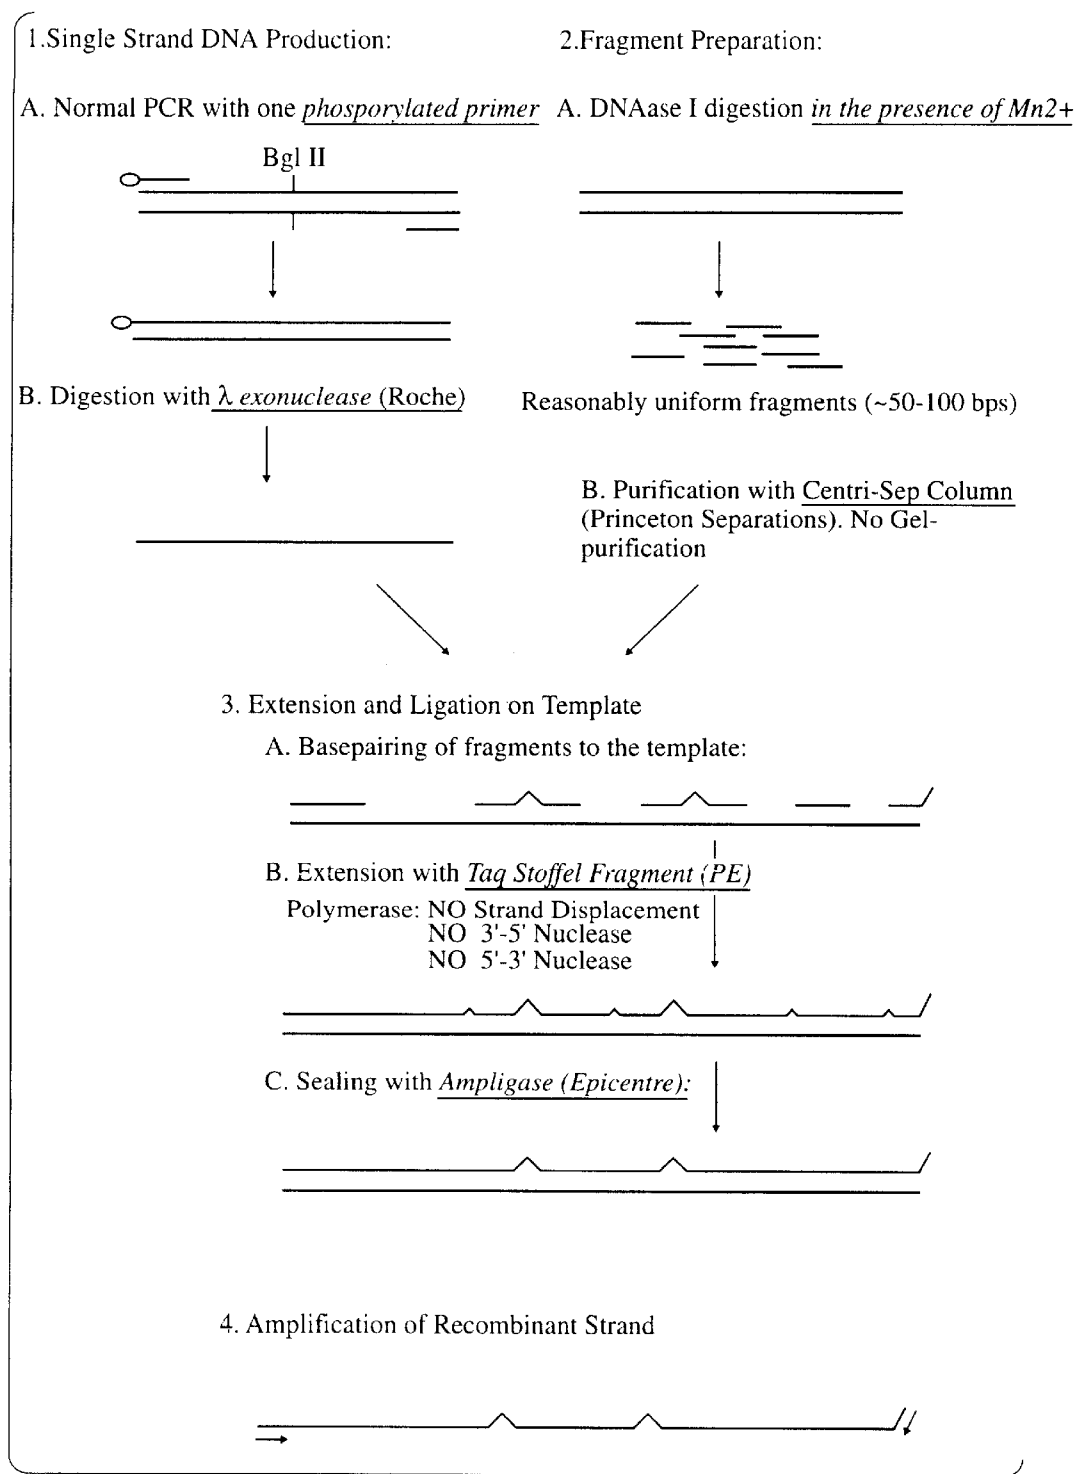 1.Single Strand DNA Production:
2.Fragment Preparation:
A. Normal PCR with one phosporylated primer
A. DNAase I digestion in the presence of Mn2+
Bgl II
B. Digestion with λ exonuclease (Roche)
Reasonably uniform fragments (~50-100 bps)
B. Purification with Centri-Sep Column
(Princeton Separations). No Gel-
purification
3. Extension and Ligation on Template
A. Basepairing of fragments to the template:
B. Extension with Taq Stoffel Fragment (PE)
Polymerase: NO Strand Displacement
NO 3'-5' Nuclease
NO 5'-3' Nuclease
C. Sealing with Ampligase (Epicentre):
4. Amplification of Recombinant Strand